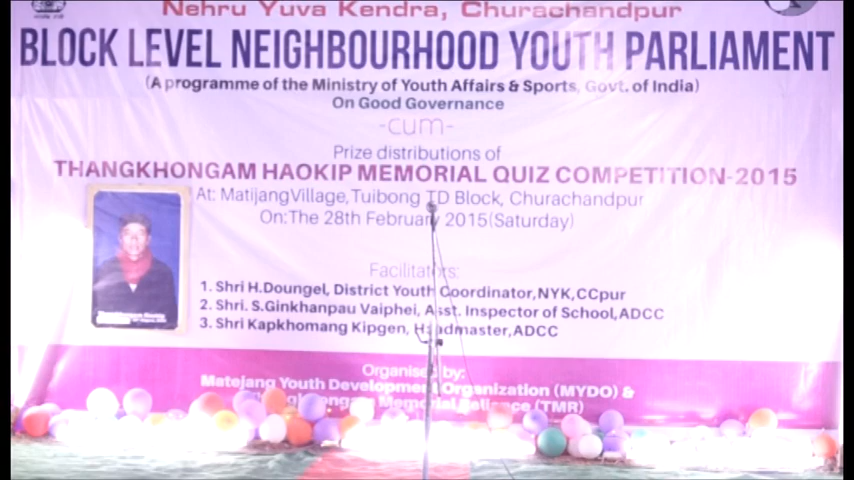 Nehru Yuva Kendra, Churachandpur
BLOCK LEVEL NEIGHBOURHOOD YOUTH PARLIAMENT
(A programme of the Ministry of Youth Affairs & Sports, Govt. of India)
On Good Governance
-cum-
Prize distributions of
THANGKHONGAM HAOKIP MEMORIAL QUIZ COMPETITION-2015
At: Matijang Village, Tuibong TD Block, Churachandpur
On:The 28th February 2015(Saturday)
Facilitators:
1. Shri H.Doungel, District Youth Coordinator,NYK,CCpur
2. Shri. S.Ginkhanpau Vaiphei, Asst. Inspector of School,ADCC
3. Shri Kapkhomang Kipgen, Headmaster,ADCC
Organised by:
Matejang Youth Development Organization (MYDO) &
Memorial Reliance (TMR)